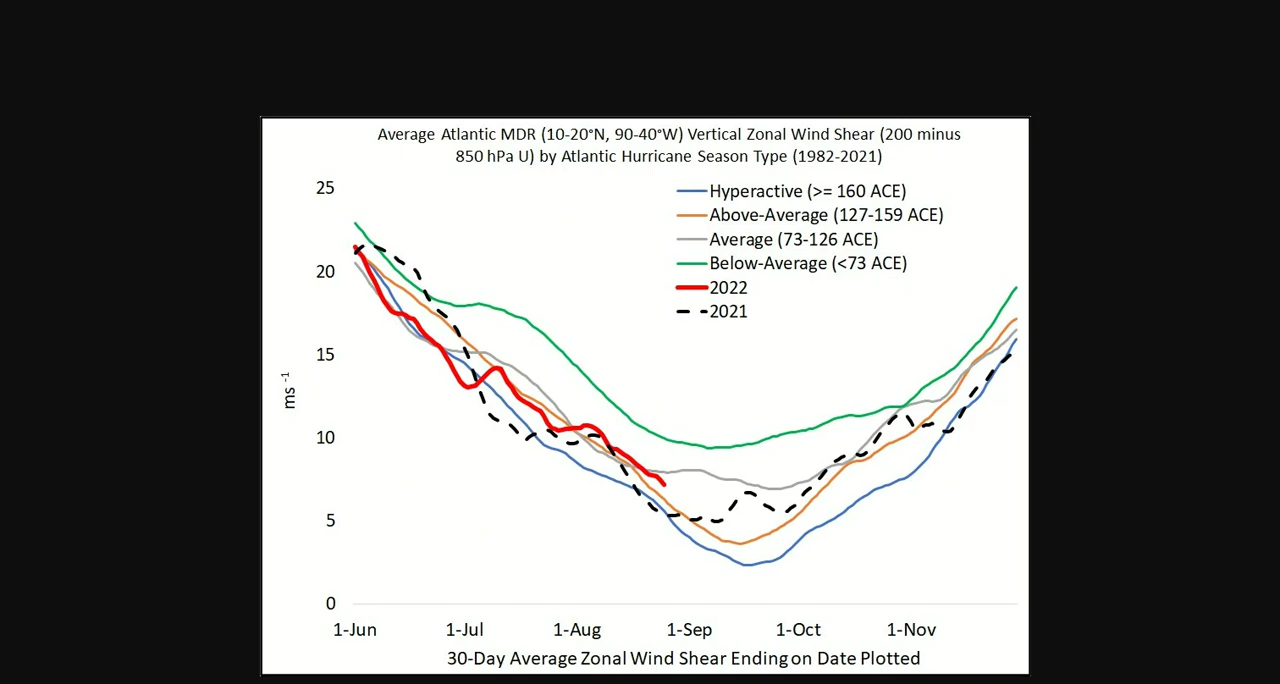 Average Atlantic MDR (10-20°N, 90-40°W) Vertical Zonal Wind Shear (200 minus
850 hPa U) by Atlantic Hurricane Season Type (1982-2021)
25
20
15
10
5
0
ms -1
Hyperactive (>= 160 ACE)
Above-Average (127-159 ACE)
Average (73-126 ACE)
Below-Average (<73 ACE)
2022
2021
1-Jun
1-Jul
1-Aug
1-Sep
1-Oct
1-Nov
30-Day Average Zonal Wind Shear Ending on Date Plotted